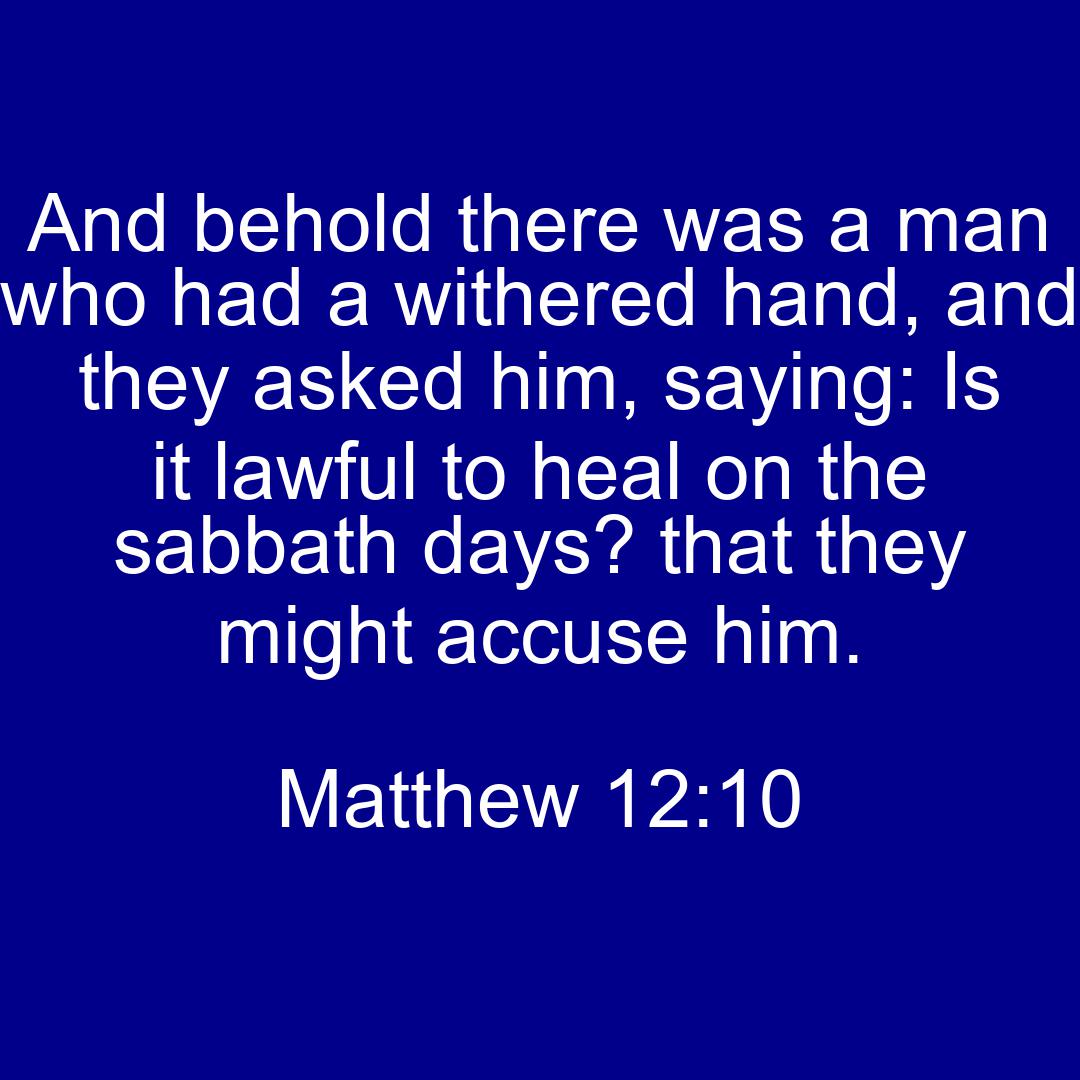 And behold there was a man
who had a withered hand, and
they asked him, saying: Is
it lawful to heal on the
sabbath days? that they
might accuse him.
Matthew 12:10